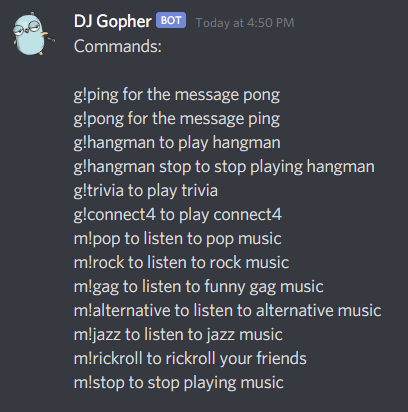 DJ Gopher BOT Today at 4:50 PM
Commands:
g!ping for the message pong
g!pong for the message ping
g!hangman to play hangman
g!hangman stop to stop playing hangman
g!trivia to play trivia
g!connect4 to play connect4
m!pop to listen to pop music
m!rock to listen to rock music
m!gag to listen to funny gag music
m!alternative to listen to alternative music
m!jazz to listen to jazz music
m!rickroll to rickroll your friends
m!stop to stop playing music